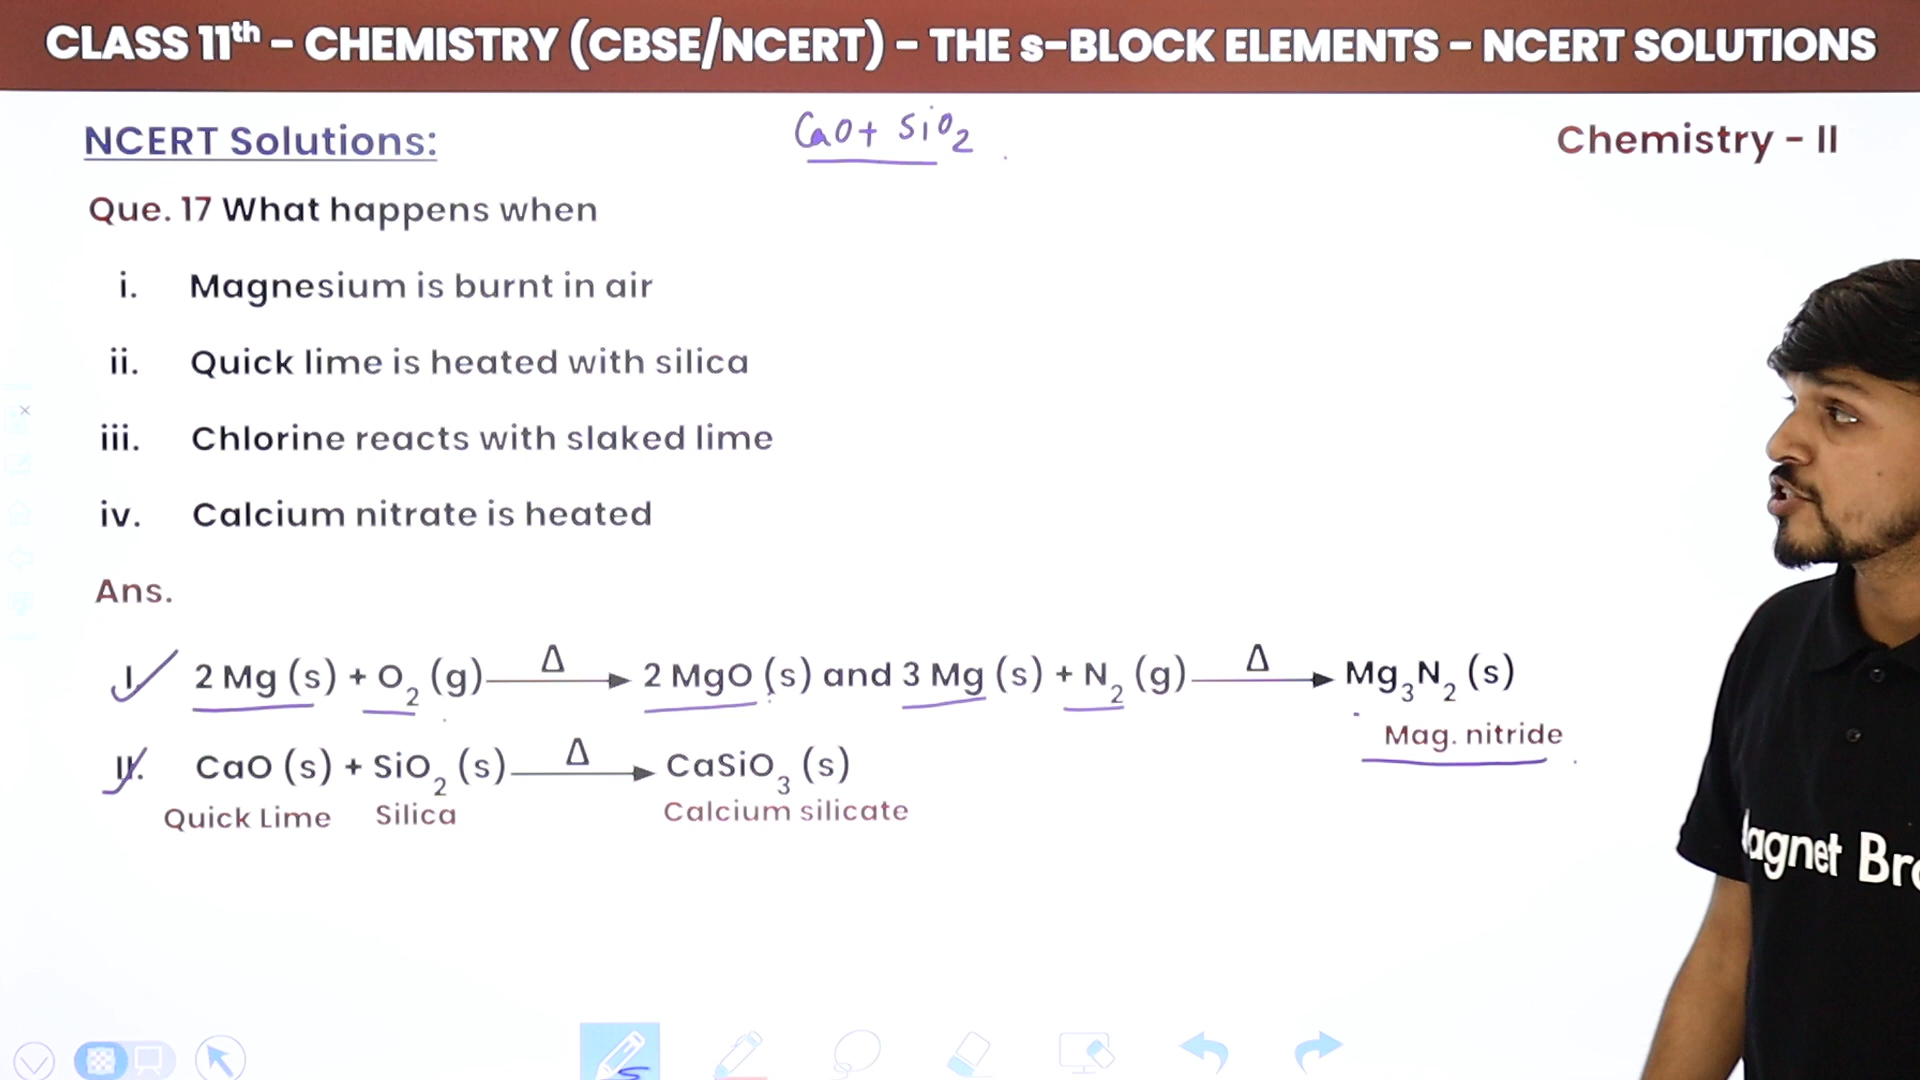 CLASS 11th – CHEMISTRY (CBSE/NCERT) – THE s–BLOCK ELEMENTS – NCERT SOLUTIONS
NCERT Solutions:
CaO + SiO₂
Chemistry – II
Que. 17 What happens when
i. Magnesium is burnt in air
ii. Quick lime is heated with silica
iii. Chlorine reacts with slaked lime
iv. Calcium nitrate is heated
Ans.
I. 2 Mg (s) + O₂ (g) —Δ→ 2 MgO (s) and 3 Mg (s) + N₂ (g) —Δ→ Mg₃N₂ (s)
Mag. nitride
II. CaO (s) + SiO₂ (s) —Δ→ CaSiO₃ (s)
Quick Lime Silica Calcium silicate